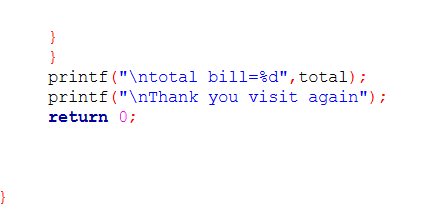 }
}
printf("\ntotal bill=%d",total);
printf("\nThank you visit again");
return 0;
}